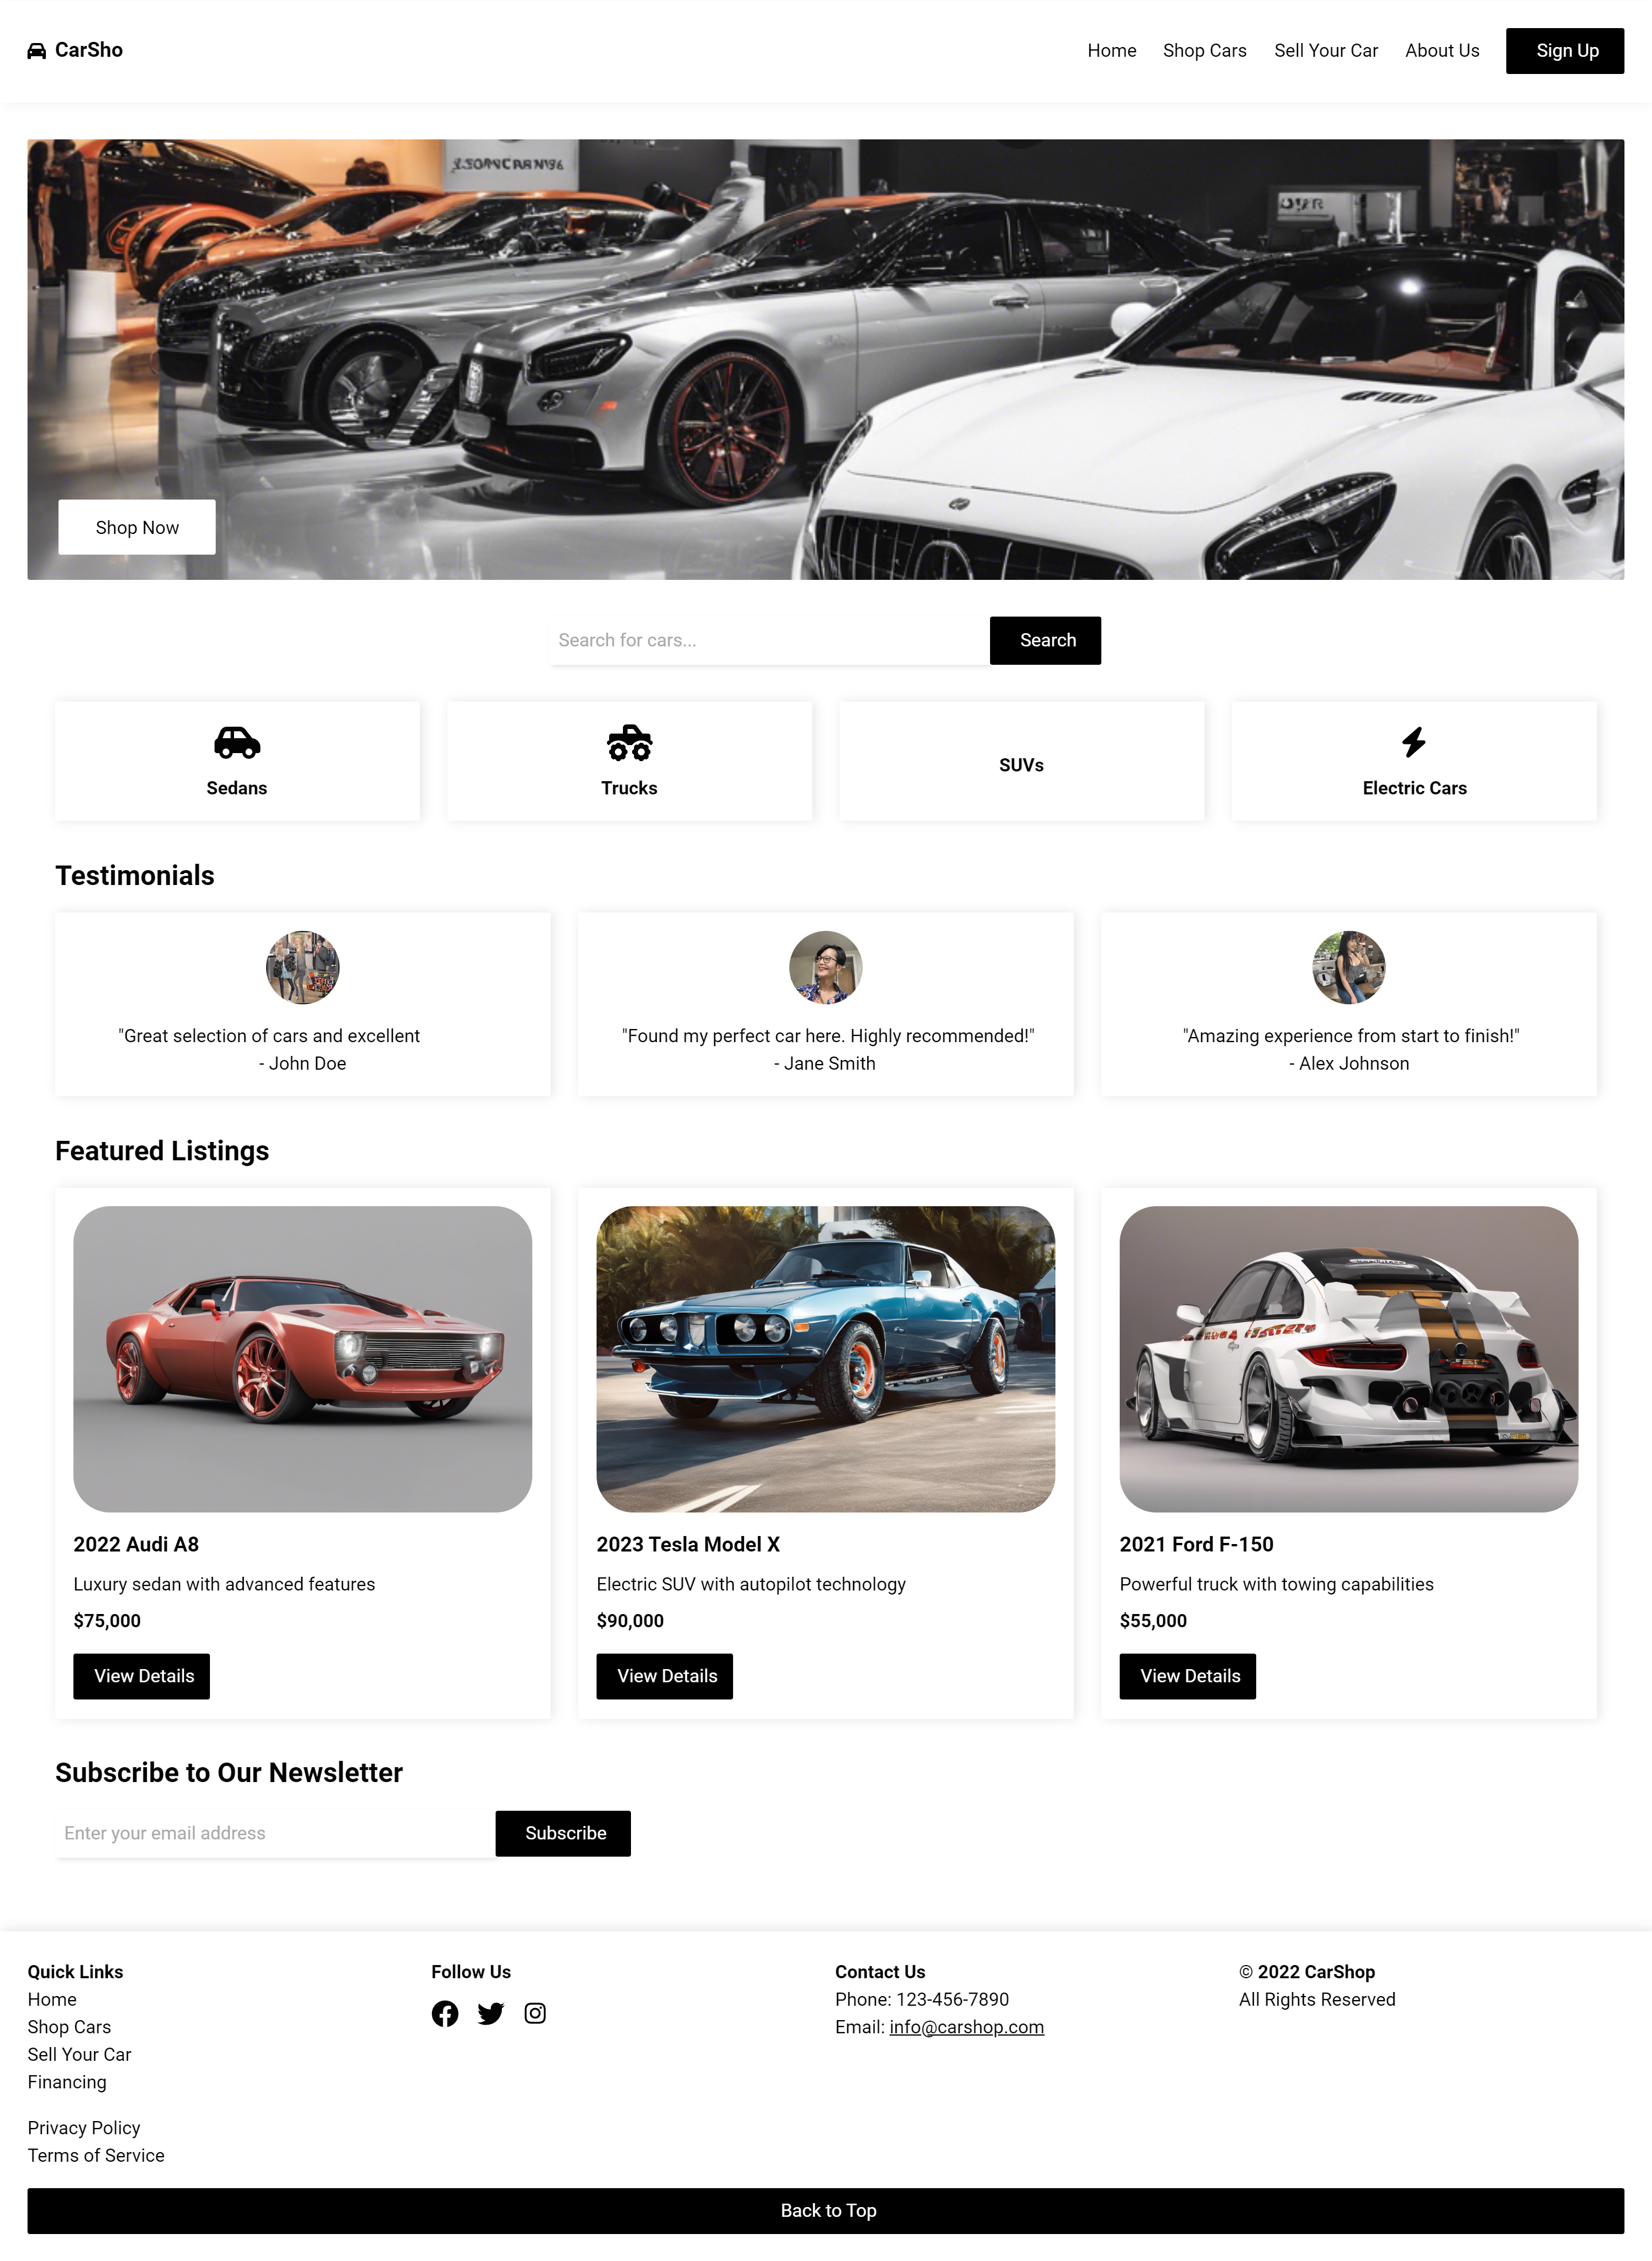 CarSho
Home
Shop Cars
Sell Your Car
About Us
Sign Up
Shop Now
Search for cars...
Search
Sedans
Trucks
SUVs
Electric Cars
Testimonials
"Great selection of cars and excellent
- John Doe
"Found my perfect car here. Highly recommended!"
- Jane Smith
"Amazing experience from start to finish!"
- Alex Johnson
Featured Listings
2022 Audi A8
Luxury sedan with advanced features
$75,000
View Details
2023 Tesla Model X
Electric SUV with autopilot technology
$90,000
View Details
2021 Ford F-150
Powerful truck with towing capabilities
$55,000
View Details
Subscribe to Our Newsletter
Enter your email address
Subscribe
Quick Links
Home
Shop Cars
Sell Your Car
Financing
Privacy Policy
Terms of Service
Follow Us
Contact Us
Phone: 123-456-7890
Email: info@carshop.com
© 2022 CarShop
All Rights Reserved
Back to Top